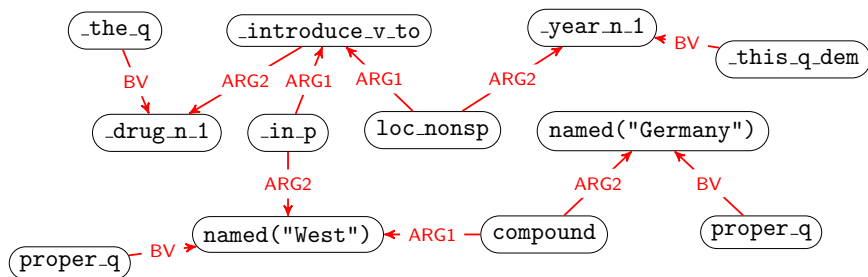 _the_q _introduce_v_to _year_n_1
_this_q_dem
BV ARG2 ARG1 ARG1 ARG2 BV
_drug_n_1 _in_p loc_nonsp named("Germany")
ARG2 ARG2 BV
named("West") compound proper_q
proper_q BV ARG1